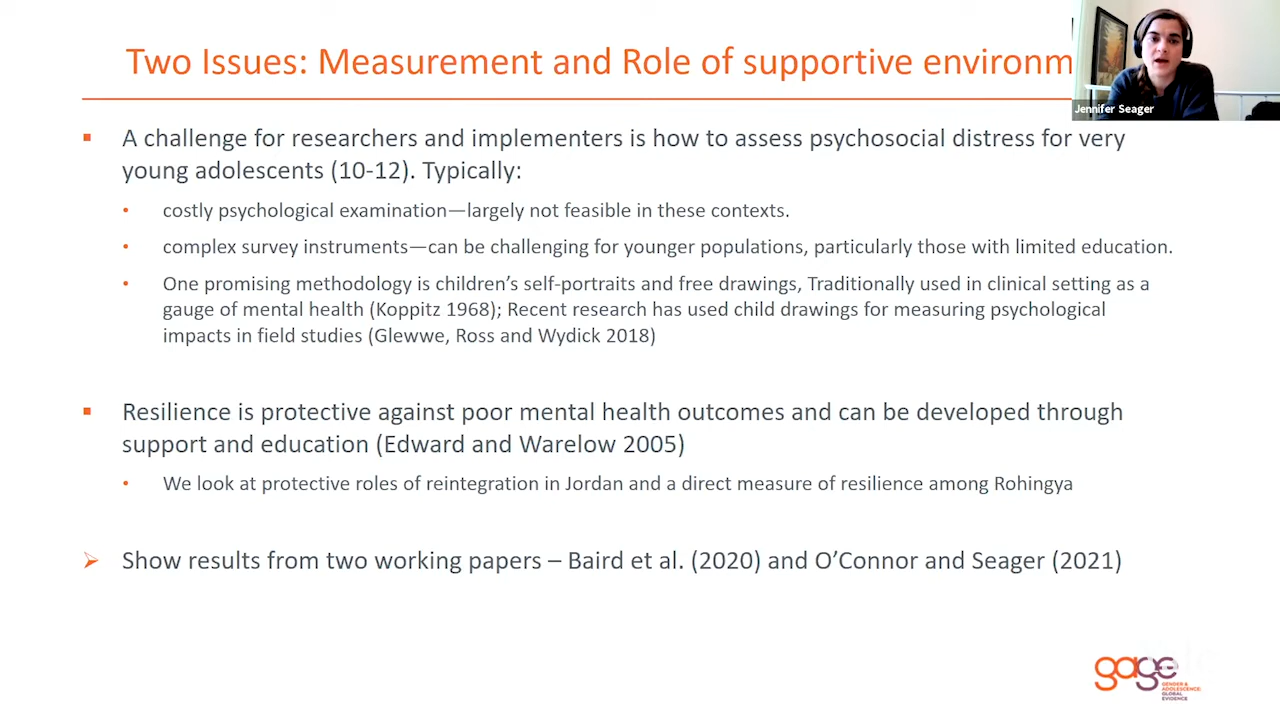 Two Issues: Measurement and Role of supportive environm
Jennifer Seager
▪ A challenge for researchers and implementers is how to assess psychosocial distress for very
young adolescents (10-12). Typically:
• costly psychological examination—largely not feasible in these contexts.
• complex survey instruments—can be challenging for younger populations, particularly those with limited education.
• One promising methodology is children’s self-portraits and free drawings, Traditionally used in clinical setting as a
gauge of mental health (Koppitz 1968); Recent research has used child drawings for measuring psychological
impacts in field studies (Glewwe, Ross and Wydick 2018)
▪ Resilience is protective against poor mental health outcomes and can be developed through
support and education (Edward and Warelow 2005)
• We look at protective roles of reintegration in Jordan and a direct measure of resilience among Rohingya
➢ Show results from two working papers – Baird et al. (2020) and O’Connor and Seager (2021)
gage
GENDER &
ADOLESCENCE:
GLOBAL
EVIDENCE